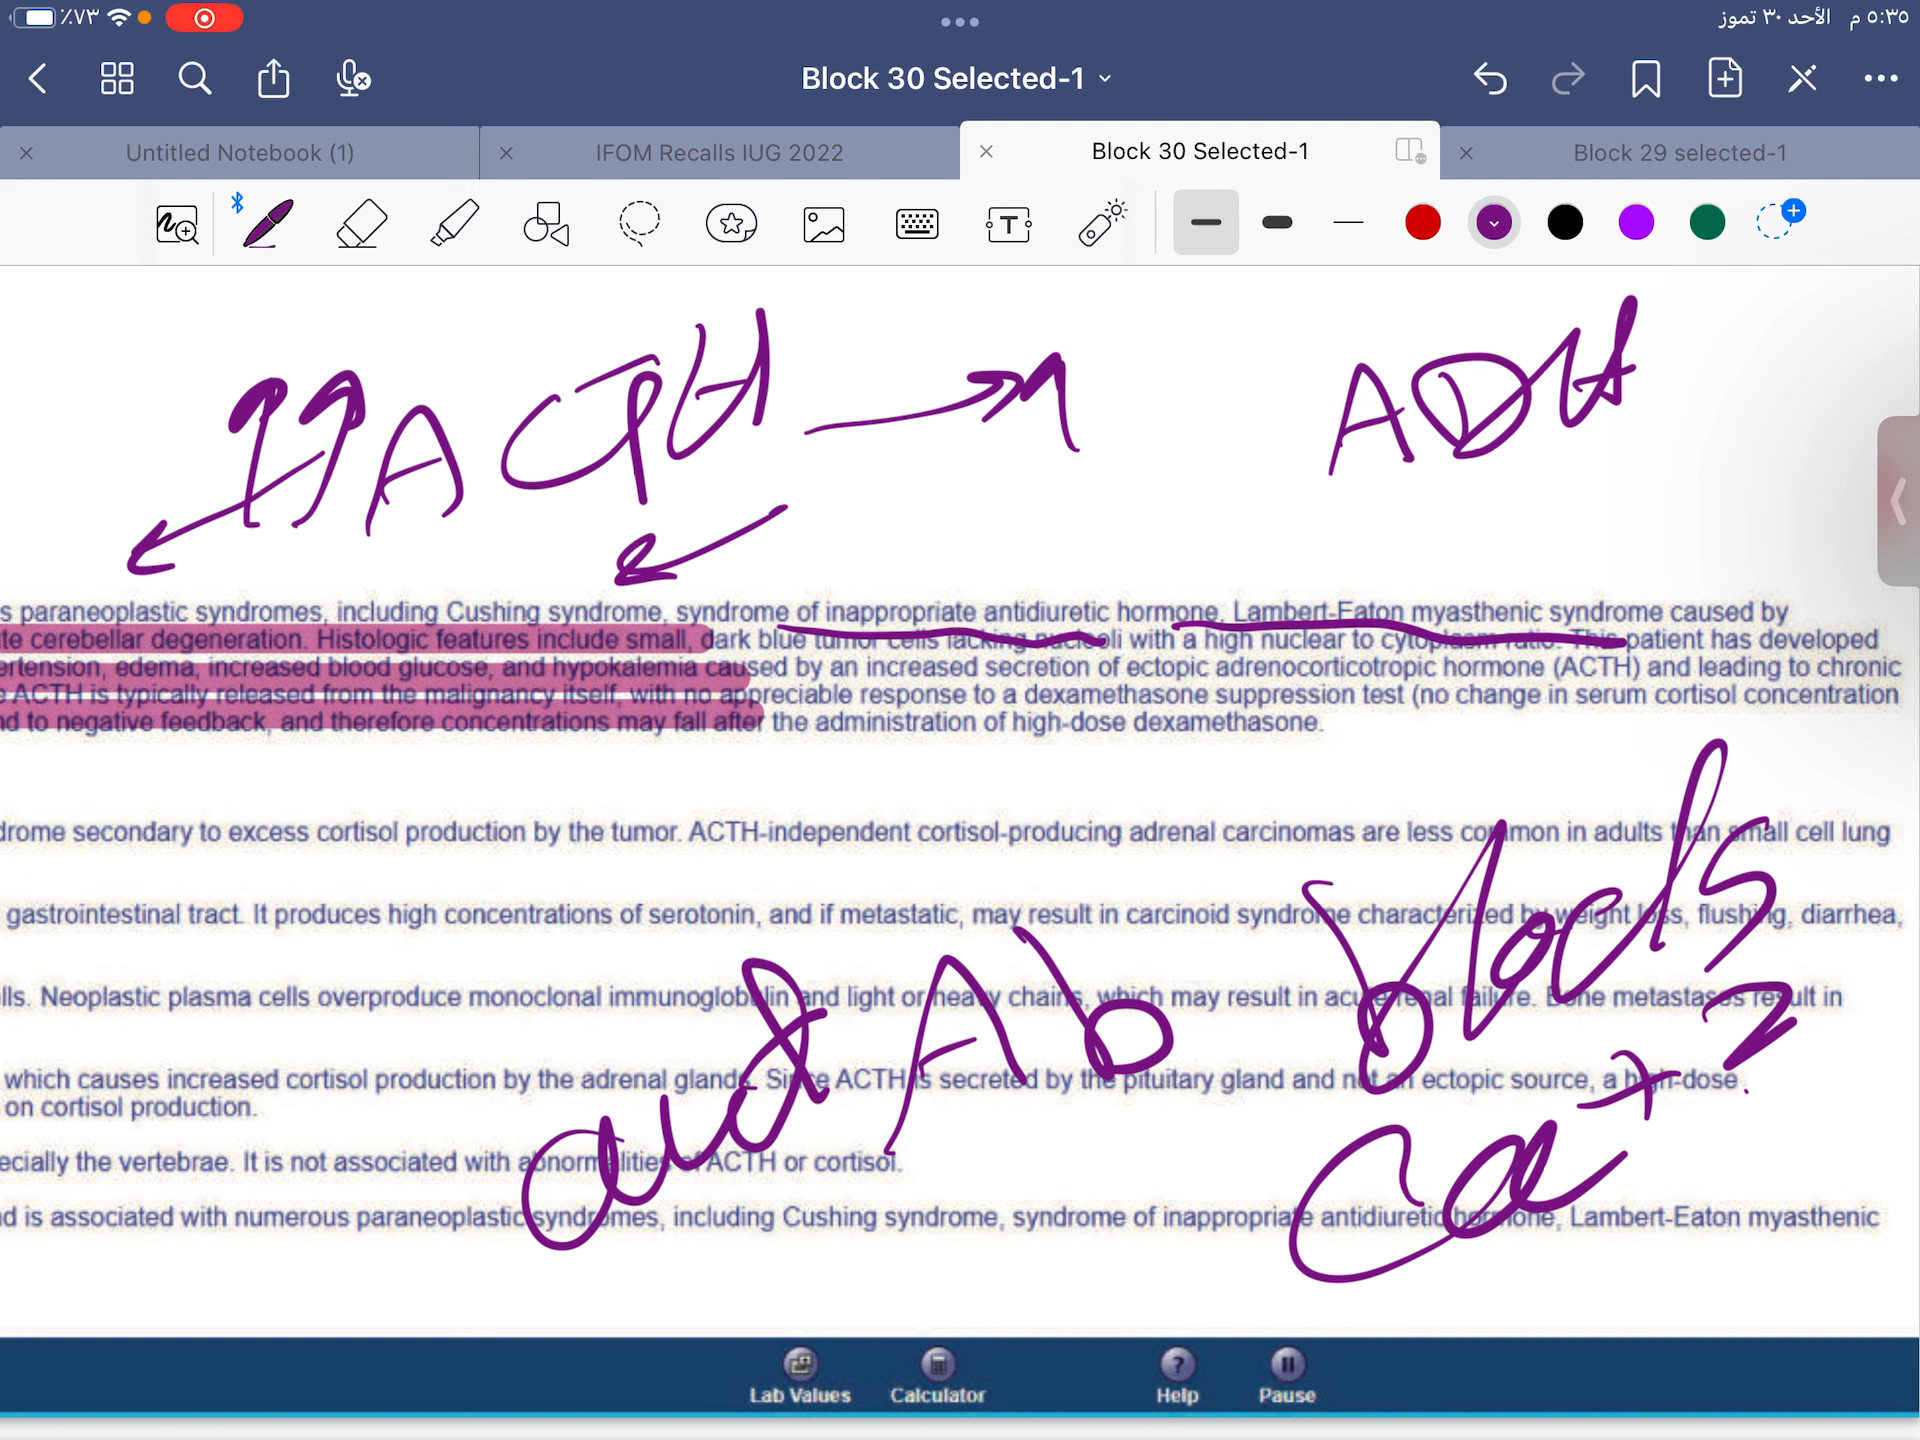 ٪٧٣
٥:٣٥ م الأحد ٣٠ تموز
Block 30 Selected-1
Untitled Notebook (1)
IFOM Recalls IUG 2022
Block 30 Selected-1
Block 29 selected-1
T
↑↑ACTH → ADH
s paraneoplastic syndromes, including Cushing syndrome, syndrome of inappropriate antidiuretic hormone, Lambert-Eaton myasthenic syndrome caused by
te cerebellar degeneration. Histologic features include small, dark blue tumor cells lacking nucleoli with a high nuclear to cytoplasm ratio. This patient has developed
ertension, edema, increased blood glucose, and hypokalemia caused by an increased secretion of ectopic adrenocorticotropic hormone (ACTH) and leading to chronic
e ACTH is typically released from the malignancy itself, with no appreciable response to a dexamethasone suppression test (no change in serum cortisol concentration
nd to negative feedback, and therefore concentrations may fall after the administration of high-dose dexamethasone.
drome secondary to excess cortisol production by the tumor. ACTH-independent cortisol-producing adrenal carcinomas are less common in adults than small cell lung
gastrointestinal tract. It produces high concentrations of serotonin, and if metastatic, may result in carcinoid syndrome characterized by weight loss, flushing, diarrhea,
lls. Neoplastic plasma cells overproduce monoclonal immunoglobulin and light or heavy chains, which may result in acute renal failure. Bone metastases result in
which causes increased cortisol production by the adrenal glands. Since ACTH is secreted by the pituitary gland and not an ectopic source, a high-dose
on cortisol production.
ecially the vertebrae. It is not associated with abnormalities of ACTH or cortisol.
nd is associated with numerous paraneoplastic syndromes, including Cushing syndrome, syndrome of inappropriate antidiuretic hormone, Lambert-Eaton myasthenic
Ab blocks
Ca+2
Lab Values
Calculator
Help
Pause